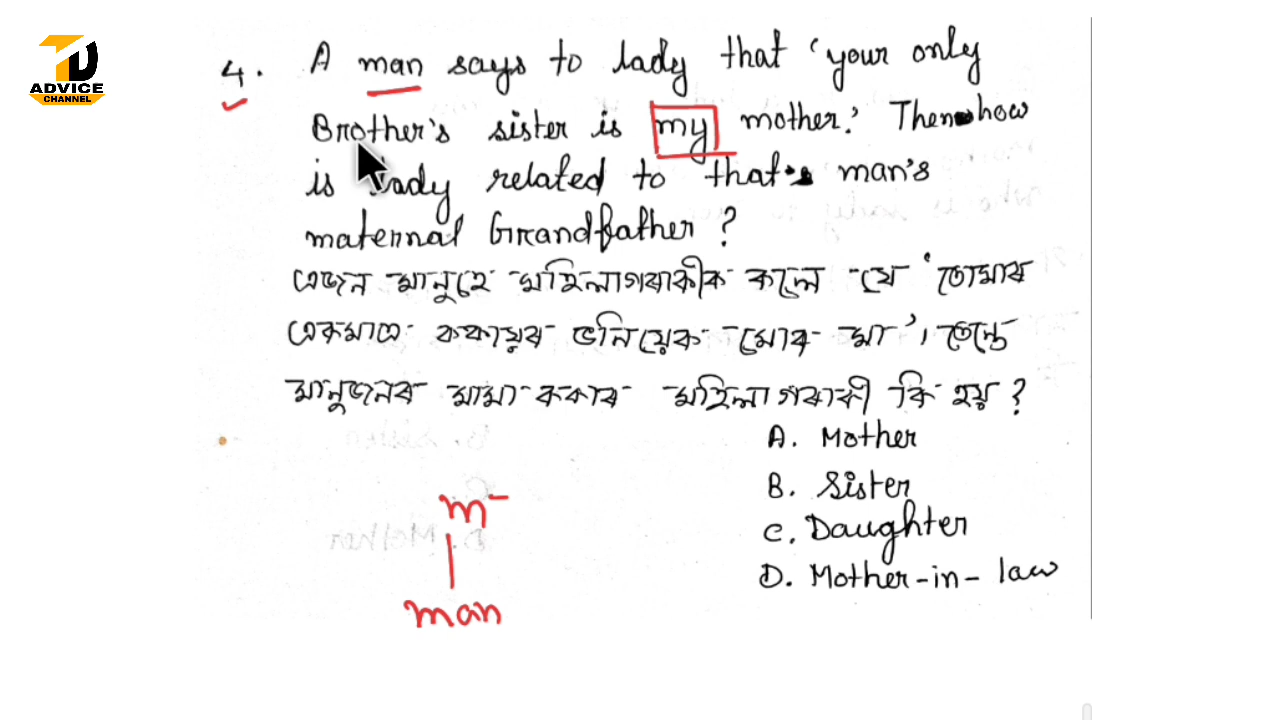 TD
ADVICE
CHANNEL
4. A man says to lady that 'your only
Brother's sister is my mother.' Then how
is lady related to that's man's
maternal Grandfather?
এজন মানুহে মহিলাগৰাকীক কলে যে 'তোমাৰ
একমাত্ৰ ককায়ৰ ভনিয়েক মোৰ মা', তেন্তে
মানুজনৰ মামা ককাৰ মহিলা গৰাকী কি হয়?
A. Mother
B. Sister
C. Daughter
D. Mother-in-law
m-
man